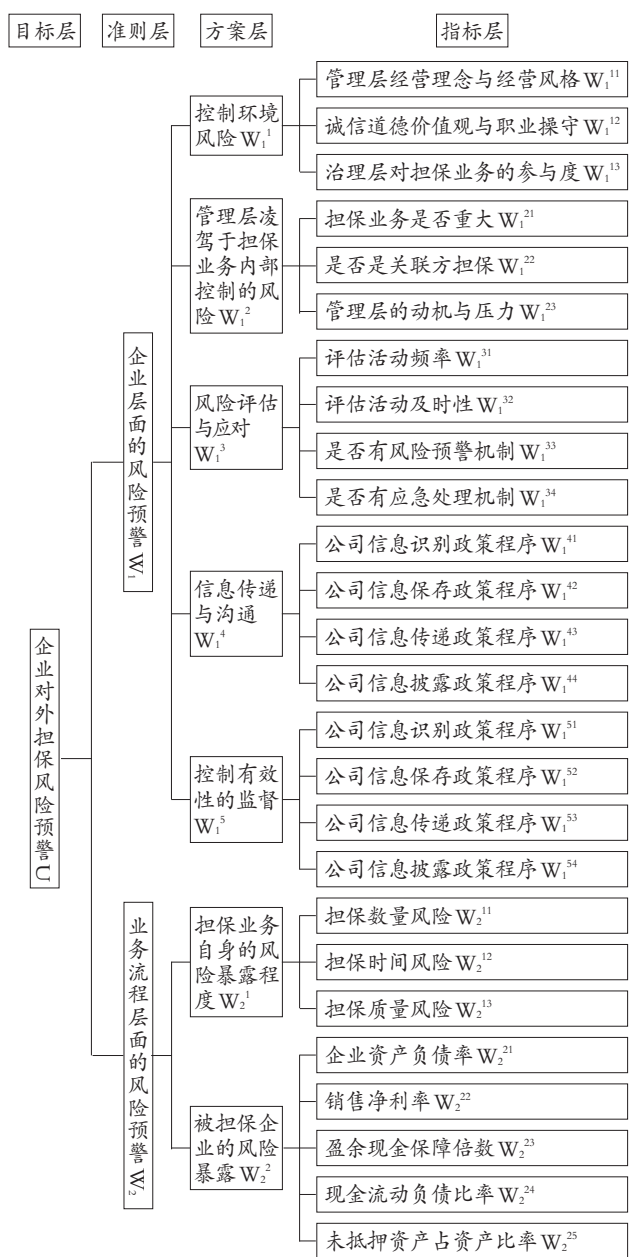 目标层 准则层 方案层 指标层
企业对外担保风险预警U
企业层面的风险预警W₁
控制环境
风险W₁¹
管理层经营理念与经营风格W₁¹¹
诚信道德价值观与职业操守W₁¹²
治理层对担保业务的参与度W₁¹³
管理层凌
驾于担保
业务内部
控制的风
险W₁²
担保业务是否重大W₁²¹
是否是关联方担保W₁²²
管理层的动机与压力W₁²³
风险评估
与应对
W₁³
评估活动频率W₁³¹
评估活动及时性W₁³²
是否有风险预警机制W₁³³
是否有应急处理机制W₁³⁴
信息传递
与沟通
W₁⁴
公司信息识别政策程序W₁⁴¹
公司信息保存政策程序W₁⁴²
公司信息传递政策程序W₁⁴³
公司信息披露政策程序W₁⁴⁴
控制有效
性的监督
W₁⁵
公司信息识别政策程序W₁⁵¹
公司信息保存政策程序W₁⁵²
公司信息传递政策程序W₁⁵³
公司信息披露政策程序W₁⁵⁴
业务流程层面的风险预警W₂
担保业务
自身的风
险暴露程
度W₂¹
担保数量风险W₂¹¹
担保时间风险W₂¹²
担保质量风险W₂¹³
被担保企
业的风险
暴露W₂²
企业资产负债率W₂²¹
销售净利率W₂²²
盈余现金保障倍数W₂²³
现金流动负债比率W₂²⁴
未抵押资产占资产比率W₂²⁵